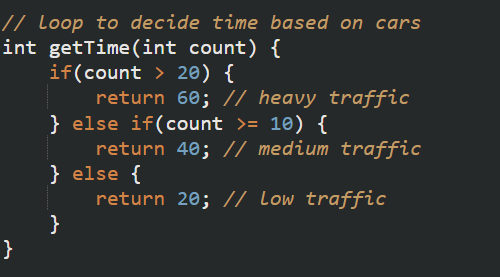 // loop to decide time based on cars
int getTime(int count) {
    if(count > 20) {
        return 60; // heavy traffic
    } else if(count >= 10) {
        return 40; // medium traffic
    } else {
        return 20; // low traffic
    }
}